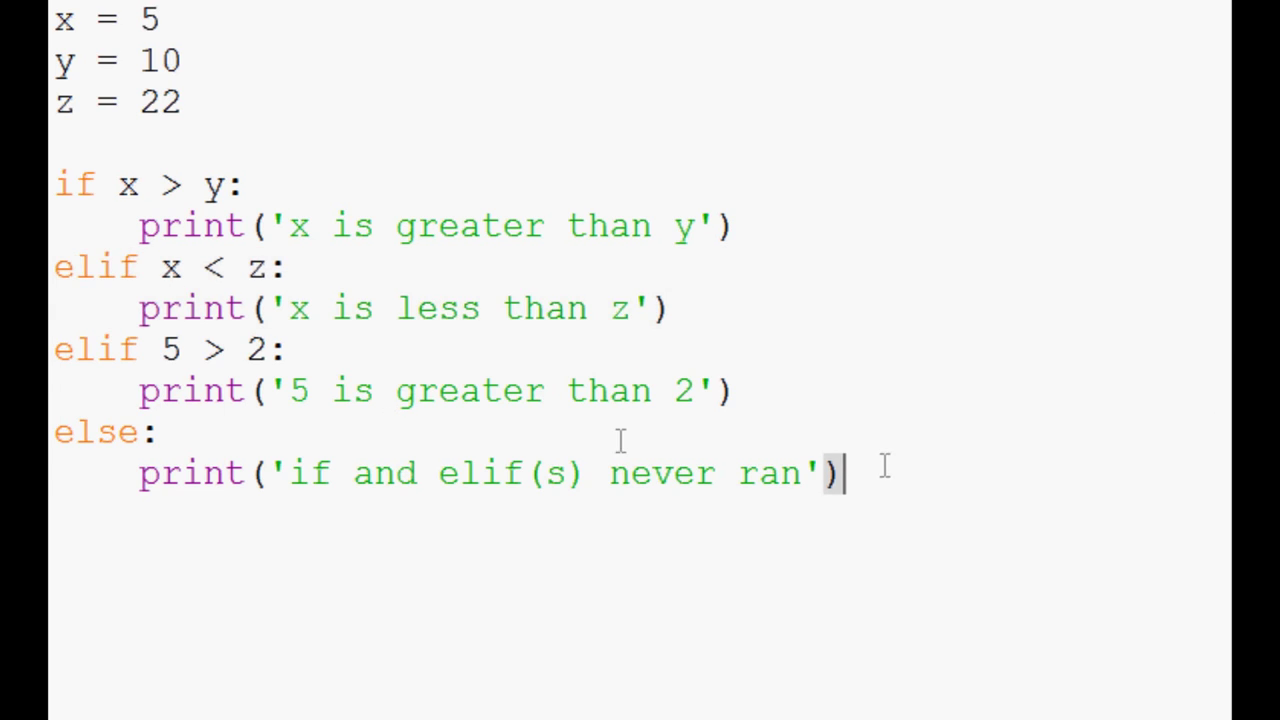 x = 5
y = 10
z = 22

if x > y:
    print('x is greater than y')
elif x < z:
    print('x is less than z')
elif 5 > 2:
    print('5 is greater than 2')
else:
    print('if and elif(s) never ran')